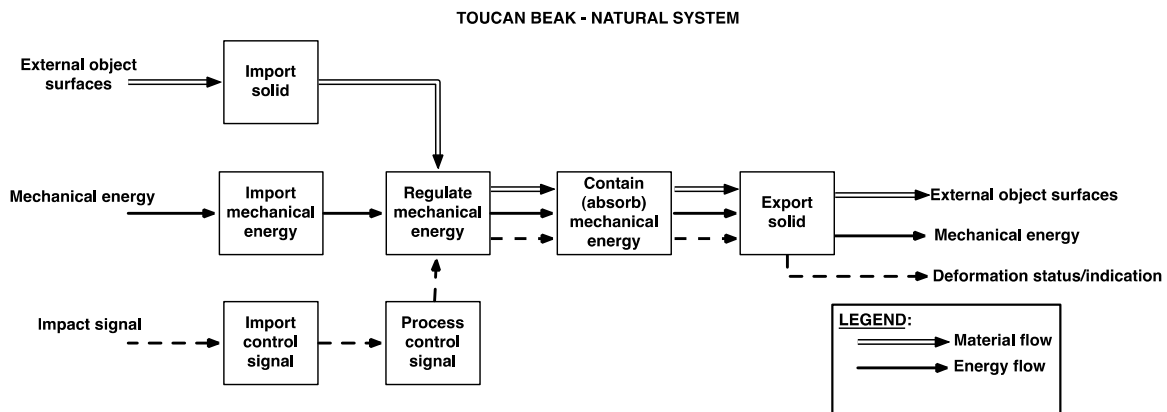 TOUCAN BEAK - NATURAL SYSTEM
External object
surfaces
Import
solid
Mechanical energy
Import
mechanical
energy
Regulate
mechanical
energy
Contain
(absorb)
mechanical
energy
Export
solid
External object surfaces
Mechanical energy
Deformation status/indication
Impact signal
Import
control
signal
Process
control
signal
LEGEND:
Material flow
Energy flow